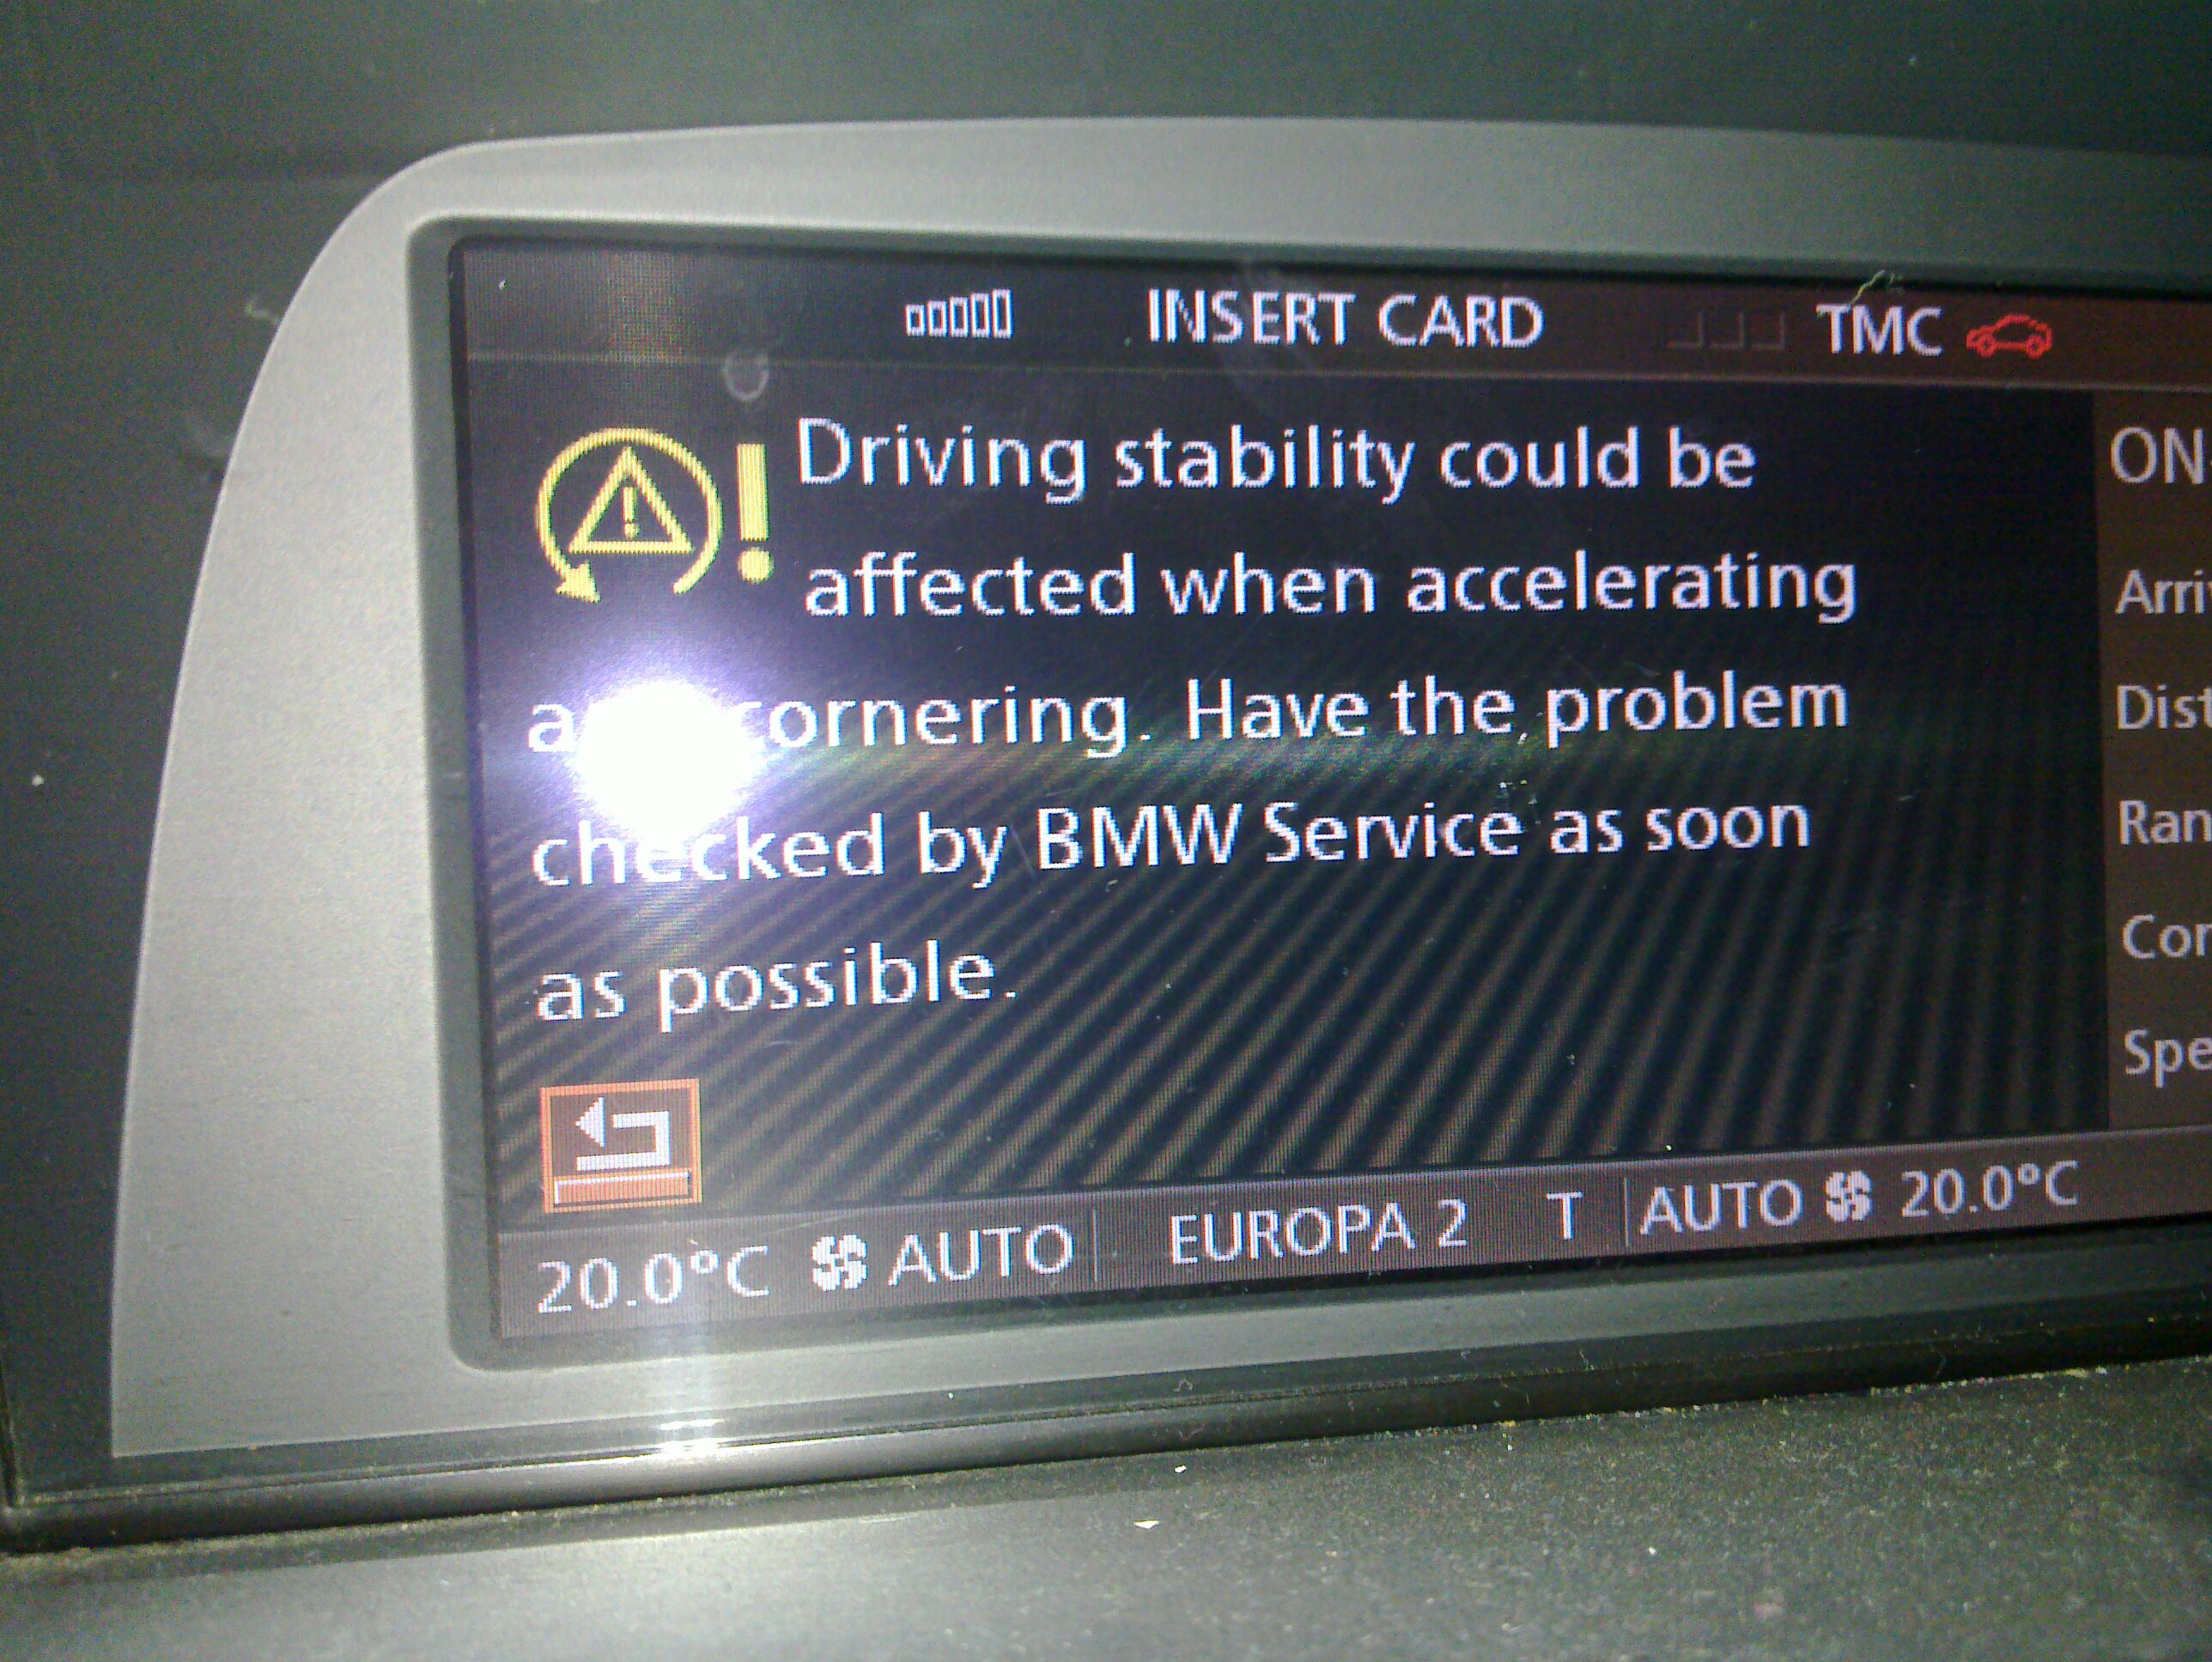 INSERT CARD TMC
Driving stability could be
affected when accelerating
cornering. Have the problem
checked by BMW Service as soon
as possible.
ON
Arri
Dist
Ran
Con
Spe
20.0°C AUTO EUROPA 2 T AUTO 20.0°C